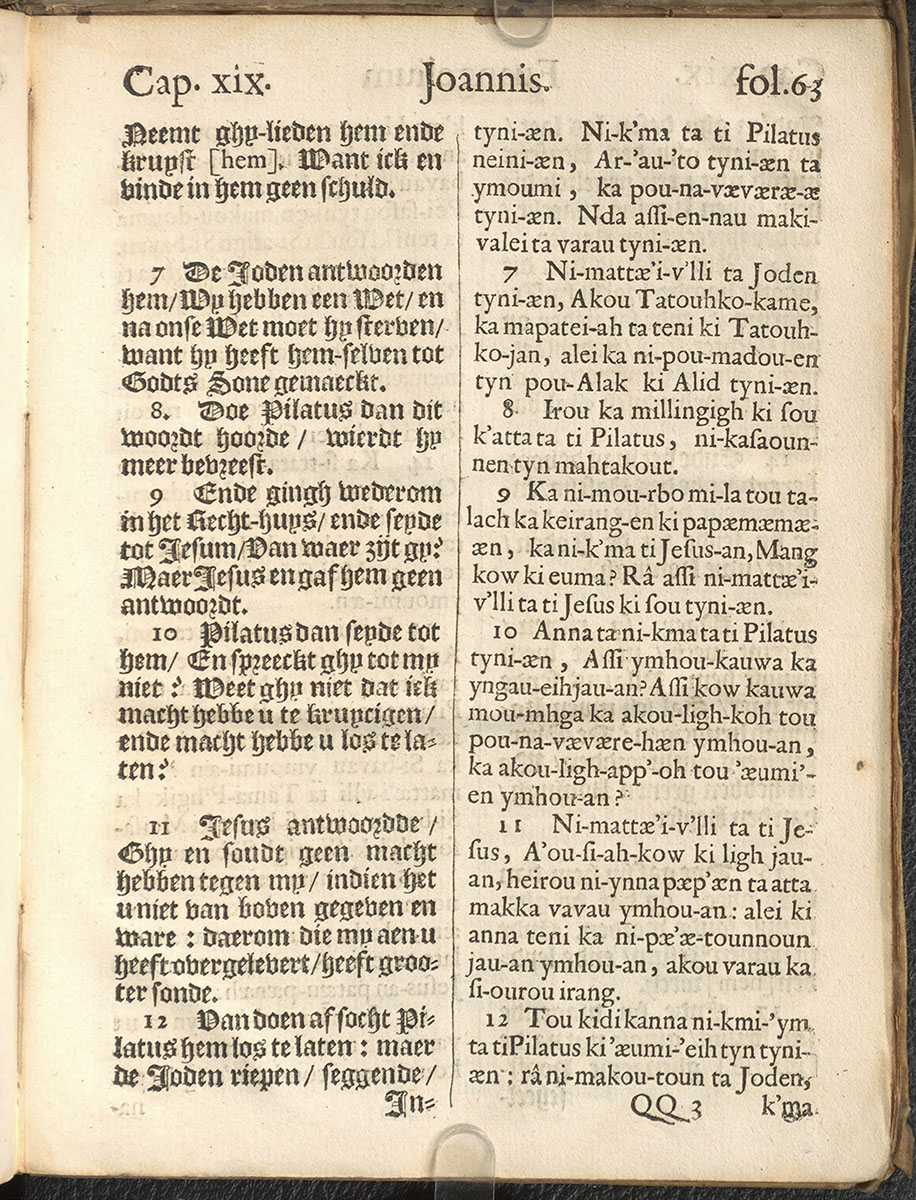 Cap. xix.
Joannis.
fol.63
Neemt ghy-lieden hem ende
kruyst [hem]. Want ick en
vinde in hem geen schuld.
7 De Joden antwoorden
hem/ Wy hebben een Wet/ en
na onse Wet moet hy sterven/
want hy heeft hem-selven tot
Godts Sone gemaeckt.
8. Doe Pilatus dan dit
woordt hoorde / wierdt hy
meer bevreest.
9 Ende gingh wederom
in het Recht-huys/ ende seyde
tot Jesum/Van waer zijt gy?
Maer Jesus en gaf hem geen
antwoordt.
10 Pilatus dan seyde tot
hem/ En spreeckt ghy tot my
niet? Weet ghy niet dat ick
macht hebbe u te kruycigen/
ende macht hebbe u los te la-
ten?
11 Jesus antwoordde/
Ghy en soudt geen macht
hebben tegen my/ indien het
u niet van boven gegeven en
ware : daerom die my aen u
heeft overgelevert/heeft groo-
ter sonde.
12 Van doen af socht Pi-
latus hem los te laten : maer
de Joden riepen/ seggende/
In-
tyni-æn. Ni-k'ma ta ti Pilatus
neini-æn, Ar-'au-'to tyni-æn ta
ymoumi, ka pou-na-væværæ-æ
tyni-æn. Nda aſſi-en-nau maki-
valei ta varau tyni-æn.
7 Ni-mattæ'i-v'lli ta Joden
tyni-æn, Akou Tatouhko-kame,
ka mapatei-ah ta teni ki Tatouh-
ko-jan, alei ka ni-pou-madou-en
tyn pou-Alak ki Alid tyni-æn.
8 Irou ka millingigh ki ſou
k'atta ta ti Pilatus, ni-kaſaoun-
nen tyn mahtakout.
9 Ka ni-mou-rbo mi-la tou ta-
lach ka keirang-en ki papæmæmæ-
æn, ka ni-k'ma ti Jeſus-an, Mang
kow ki euma? Râ aſſi ni-mattæ'i-
v'lli ta ti Jeſus ki ſou tyni-æn.
10 Anna ta ni-kma ta ti Pilatus
tyni-æn, Aſſi ymhou-kauwa ka
yngau-eih jau-an? Aſſi kow kauwa
mou-mhga ka akou-ligh-koh tou
pou-na-vævære-hæn ymhou-an,
ka akou-ligh-app'-oh tou 'æumi'-
en ymhou-an?
11 Ni-mattæ'i-v'lli ta ti Je-
ſus, A'ou-ſi-ah-kow ki ligh jau-
an, heirou ni-ynna pæp'æn ta atta
makka vavau ymhou-an: alei ki
anna teni ka ni-pæ'æ-tounnoun
jau-an ymhou-an, akou varau ka
ſi-ourou irang.
12 Tou kidi kanna ni-kmi-'ym
ta ti Pilatus ki 'æumi-'eih tyn tyni-
æn: râ ni-makou-toun ta Joden,
QQ 3
k'ma